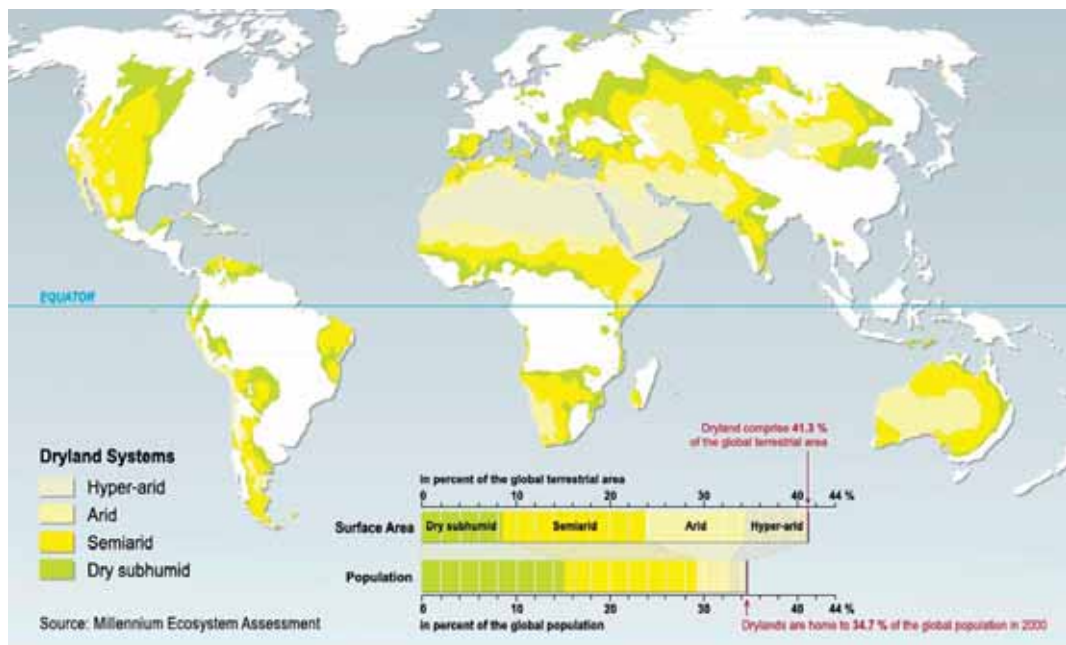 EQUATOR
Dryland Systems
Hyper-arid
Arid
Semiarid
Dry subhumid
Source: Millennium Ecosystem Assessment
Dryland comprise 41.3 %
of the global terrestrial area
In percent of the global terrestrial area
0 10 20 30 40 44 %
Surface Area
Dry subhumid Semiarid Arid Hyper-arid
Population
0 10 20 30 40 44 %
In percent of the global population
Drylands are home to 34.7 % of the global population in 2000